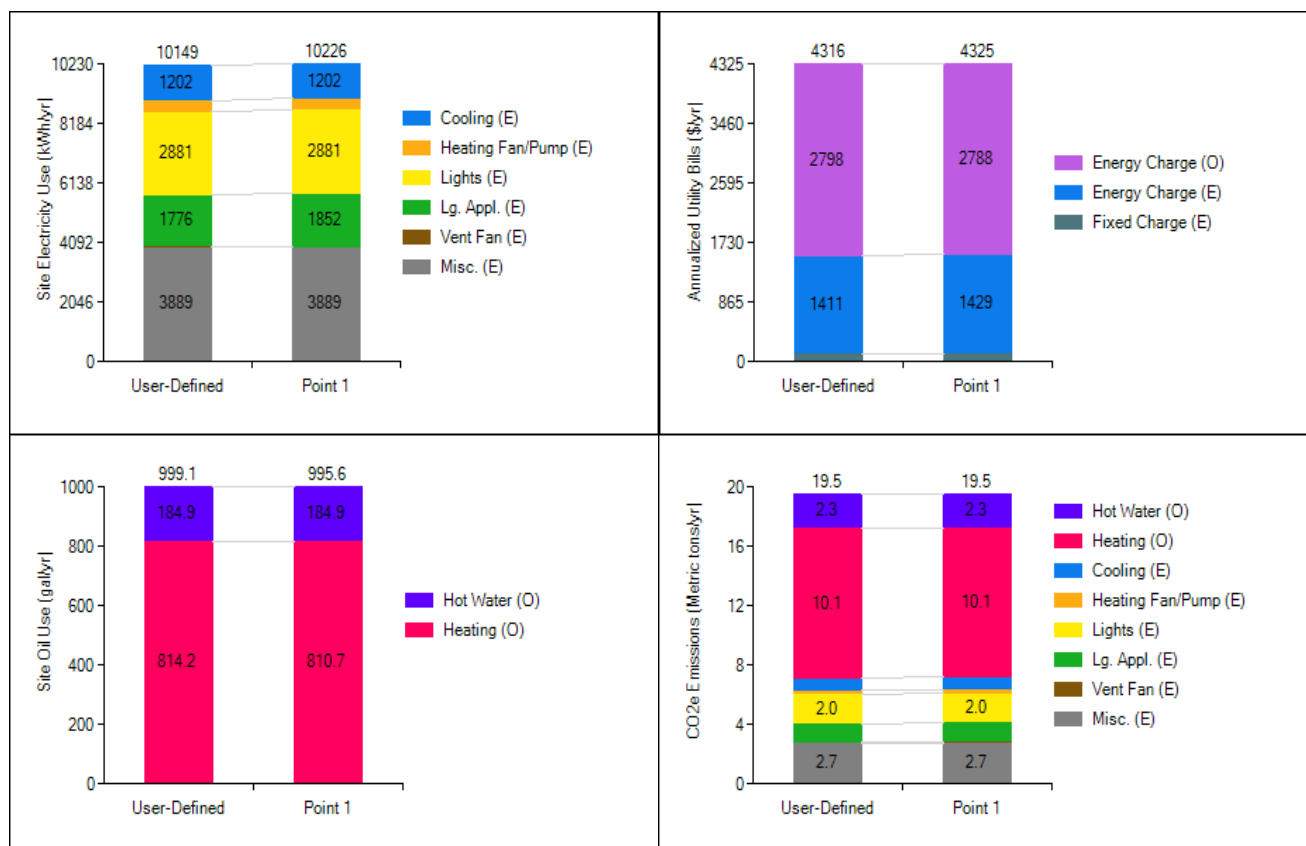 10149
10226
10230
8184
6138
4092
2046
0
Site Electricity Use (kWh/yr)
1202
1202
2881
2881
1776
1852
3889
3889
User-Defined
Point 1
Cooling (E)
Heating Fan/Pump (E)
Lights (E)
Lg. Appl. (E)
Vent Fan (E)
Misc. (E)
4316
4325
4325
3460
2595
1730
865
0
Annualized Utility Bills ($/yr)
2798
2788
1411
1429
User-Defined
Point 1
Energy Charge (O)
Energy Charge (E)
Fixed Charge (E)
999.1
995.6
1000
800
600
400
200
0
Site Oil Use (gal/yr)
184.9
184.9
814.2
810.7
User-Defined
Point 1
Hot Water (O)
Heating (O)
19.5
19.5
20
16
12
8
4
0
CO2e Emissions (Metric tons/yr)
2.3
2.3
10.1
10.1
2.0
2.0
2.7
2.7
User-Defined
Point 1
Hot Water (O)
Heating (O)
Cooling (E)
Heating Fan/Pump (E)
Lights (E)
Lg. Appl. (E)
Vent Fan (E)
Misc. (E)